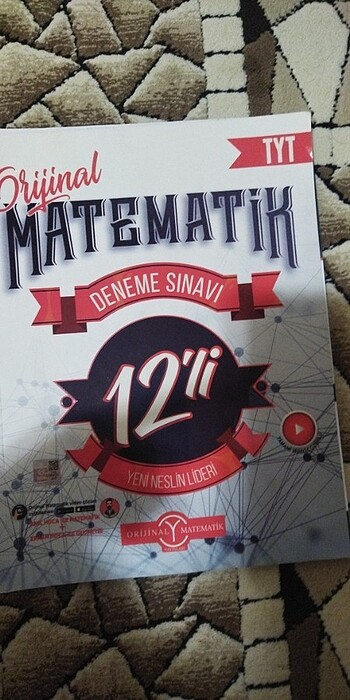 TYT
Orijinal
MATEMATİK
DENEME SINAVI
12'li
YENİ NESLİN LİDERİ
ORİJİNAL MATEMATİK